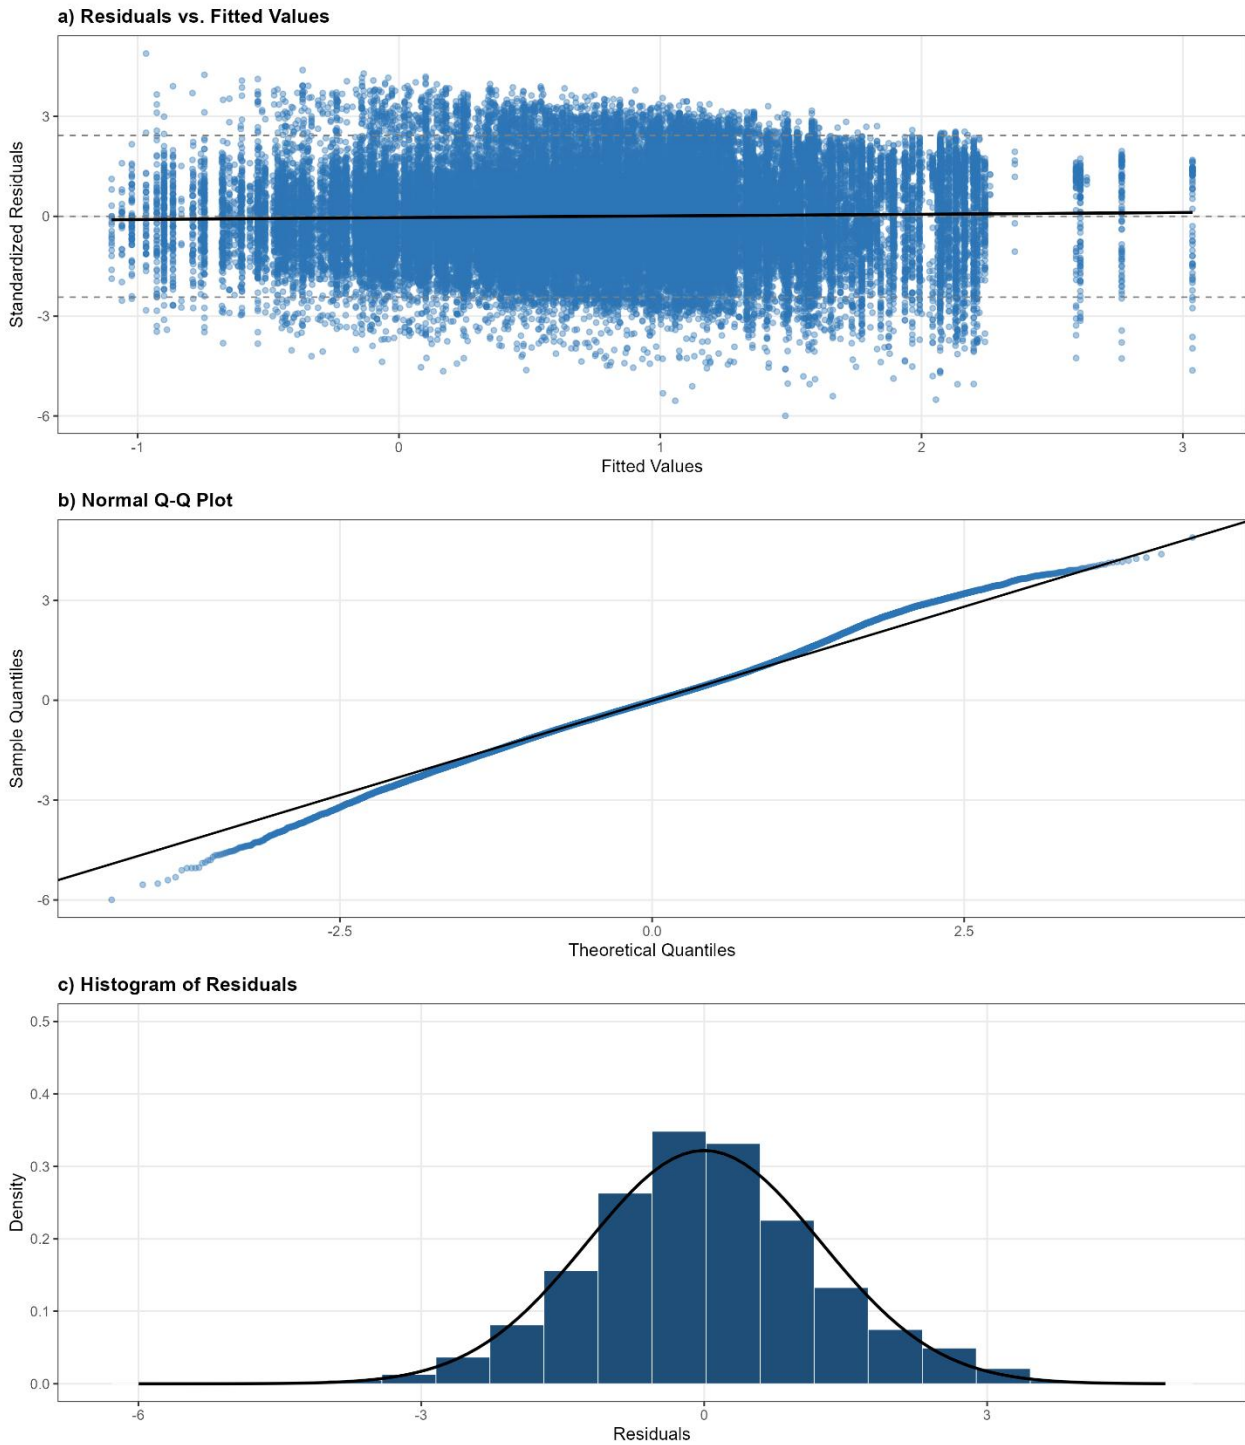 a) Residuals vs. Fitted Values
Standardized Residuals
3
0
-3
-6
-1
0
1
2
3
Fitted Values
b) Normal Q-Q Plot
Sample Quantiles
3
0
-3
-6
-2.5
0.0
2.5
Theoretical Quantiles
c) Histogram of Residuals
Density
0.5
0.4
0.3
0.2
0.1
0.0
-6
-3
0
3
Residuals